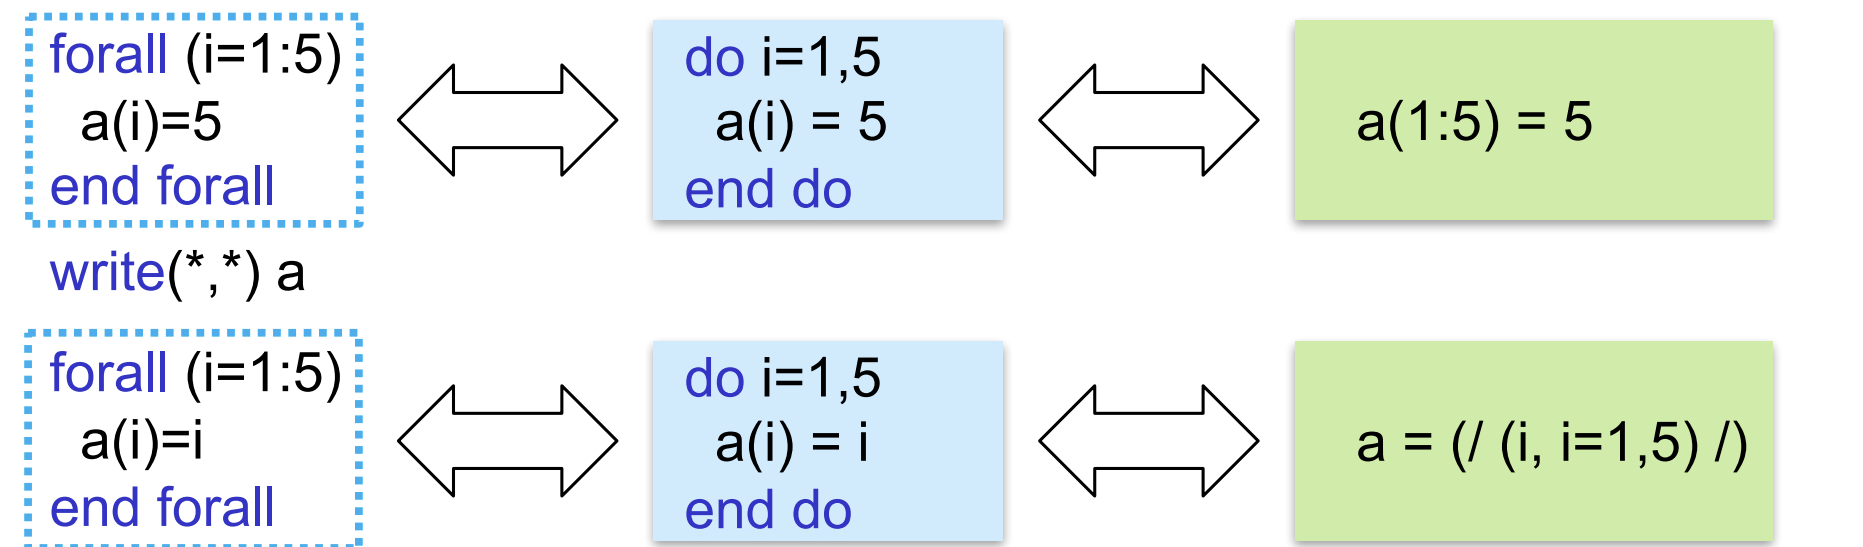 forall (i=1:5)
a(i)=5
end forall
do i=1,5
a(i) = 5
end do
a(1:5) = 5
write(*,*) a
forall (i=1:5)
a(i)=i
end forall
do i=1,5
a(i) = i
end do
a = (/ (i, i=1,5) /)